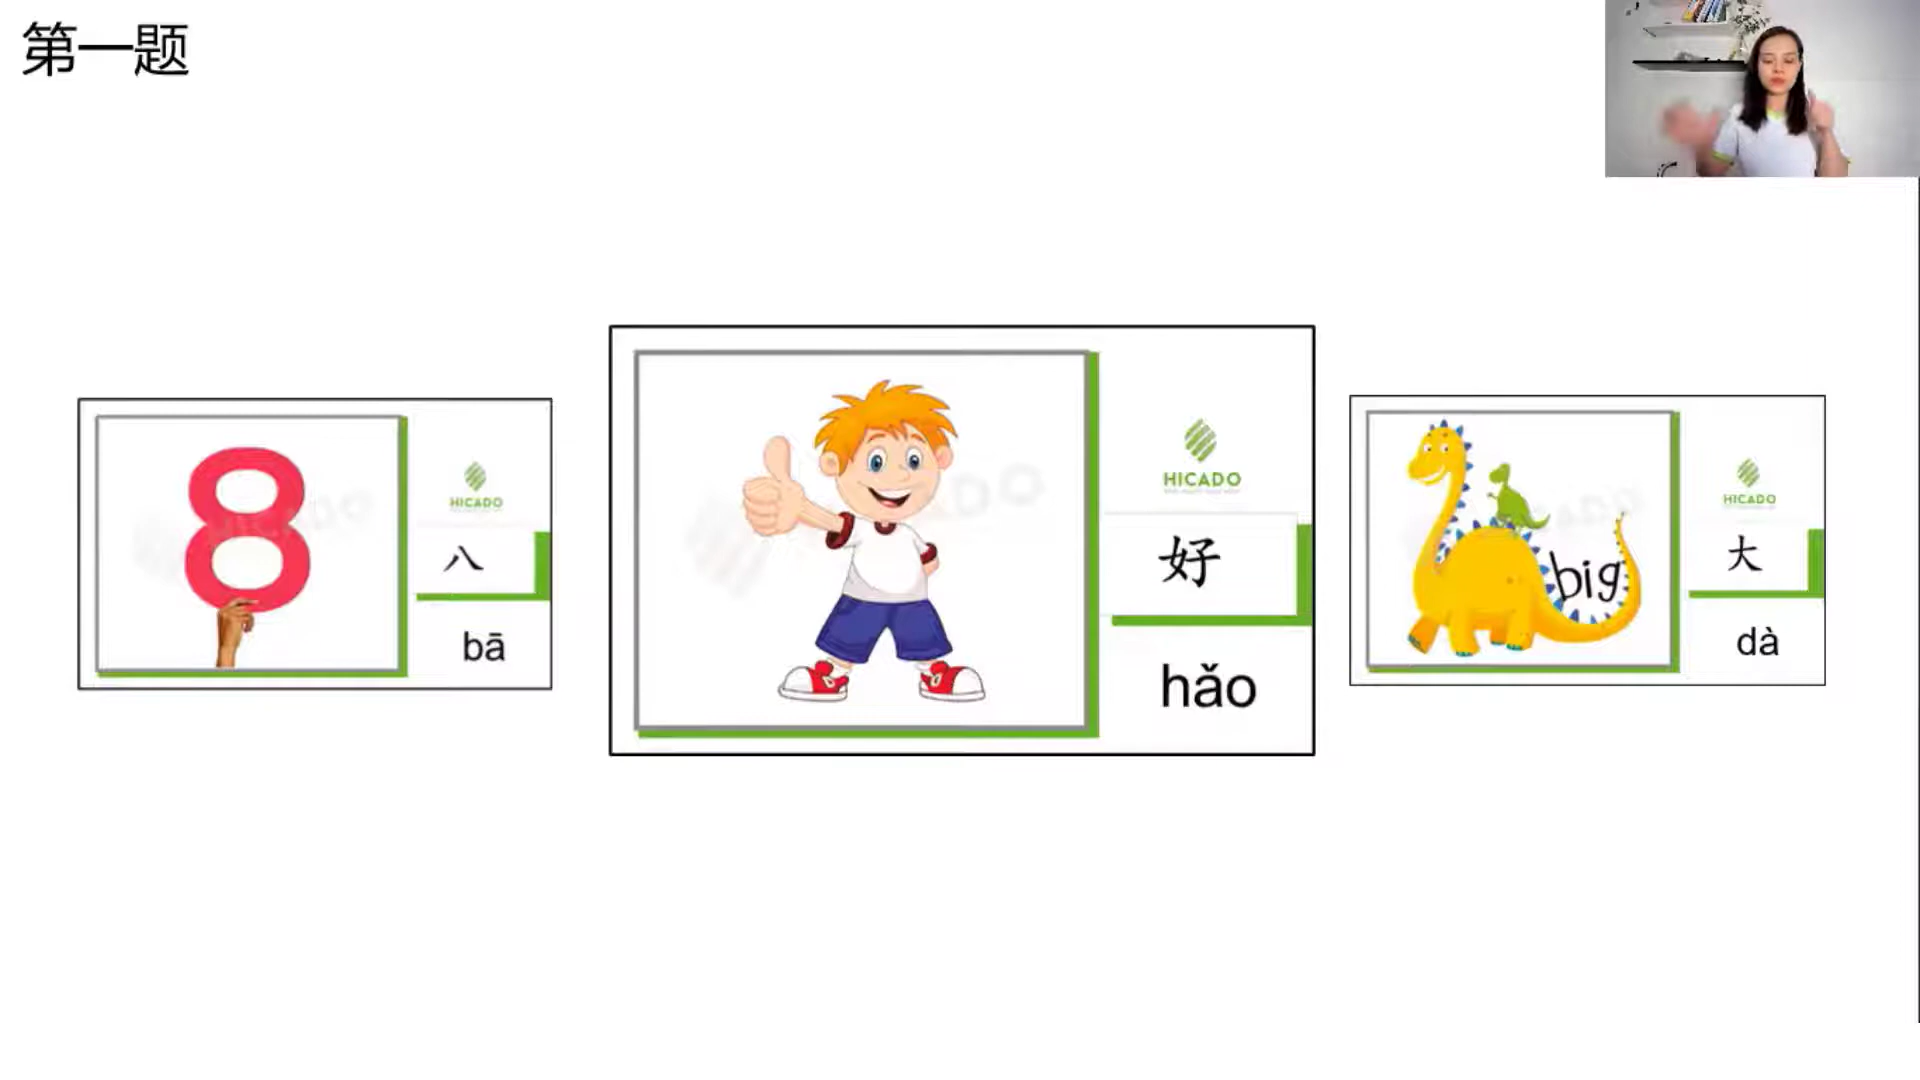 第一题
HICADO
八
bā
HICADO
好
hǎo
big
HICADO
大
dà